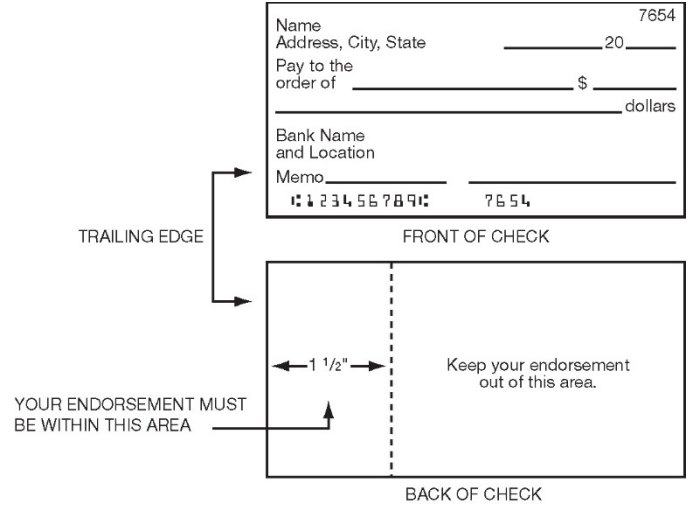 7654
Name
Address, City, State 20
Pay to the
order of $
dollars
Bank Name
and Location
Memo
⑆123456789⑆ 7654
TRAILING EDGE
FRONT OF CHECK
1 1/2"
Keep your endorsement
out of this area.
YOUR ENDORSEMENT MUST
BE WITHIN THIS AREA
BACK OF CHECK